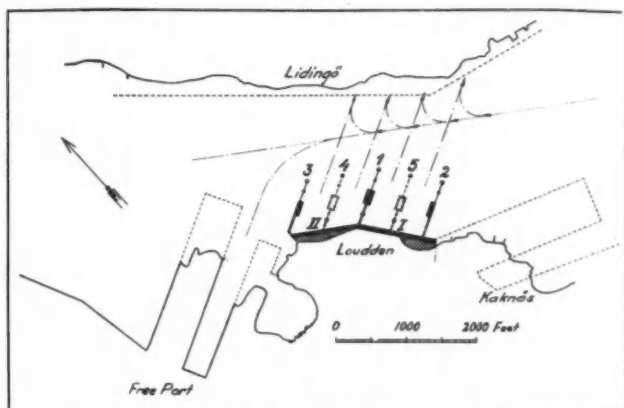 Lidingö
3 4 1 5 2
II I
Loudden
Kaknäs
0 1000 2000 Feet
Free Port